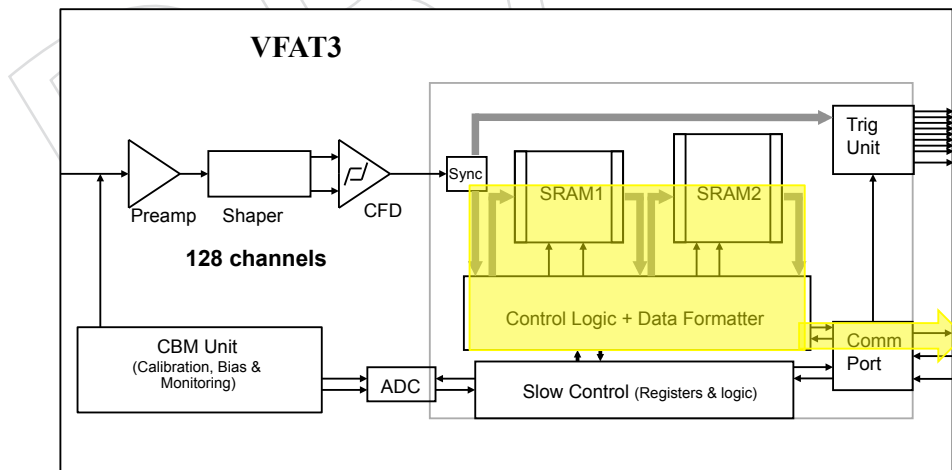 VFAT3
Trig
Unit
Sync
SRAM1
SRAM2
Preamp
Shaper
CFD
128 channels
Control Logic + Data Formatter
Comm
Port
CBM Unit
(Calibration, Bias &
Monitoring)
ADC
Slow Control (Registers & logic)